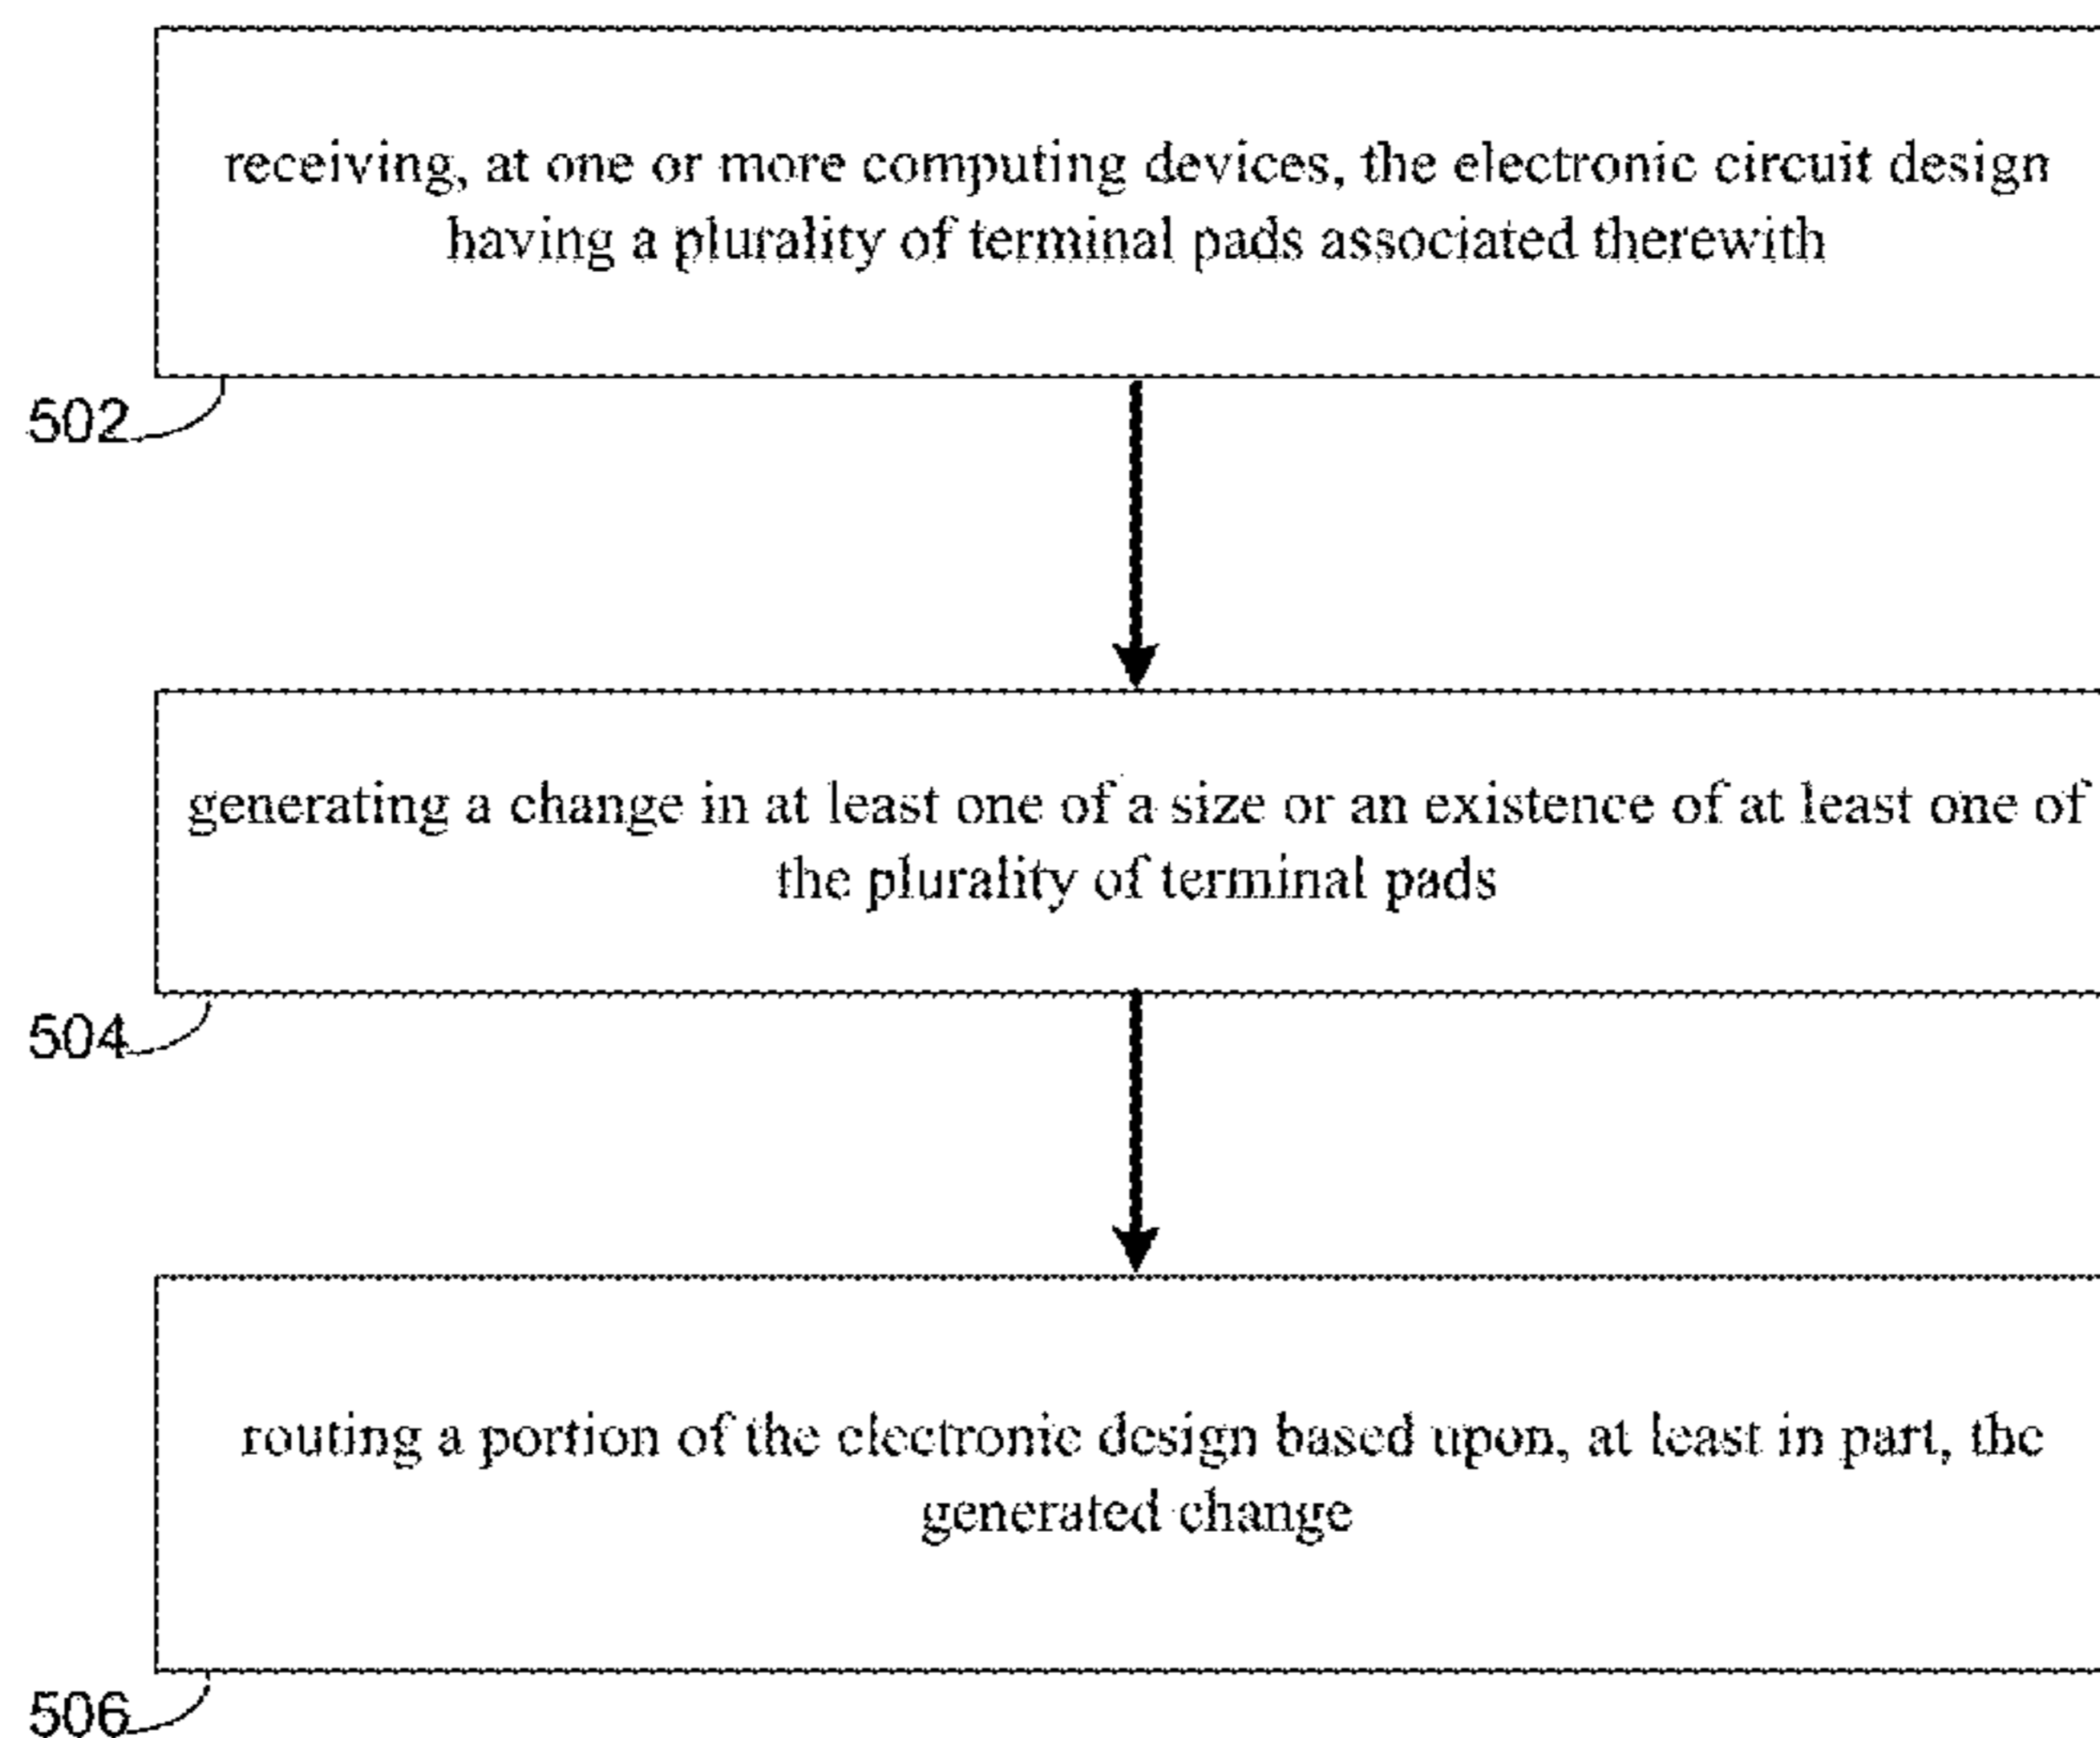 receiving, at one or more computing devices, the electronic circuit design
having a plurality of terminal pads associated therewith
502
generating a change in at least one of a size or an existence of at least one of
the plurality of terminal pads
504
routing a portion of the electronic design based upon, at least in part, the
generated change
506